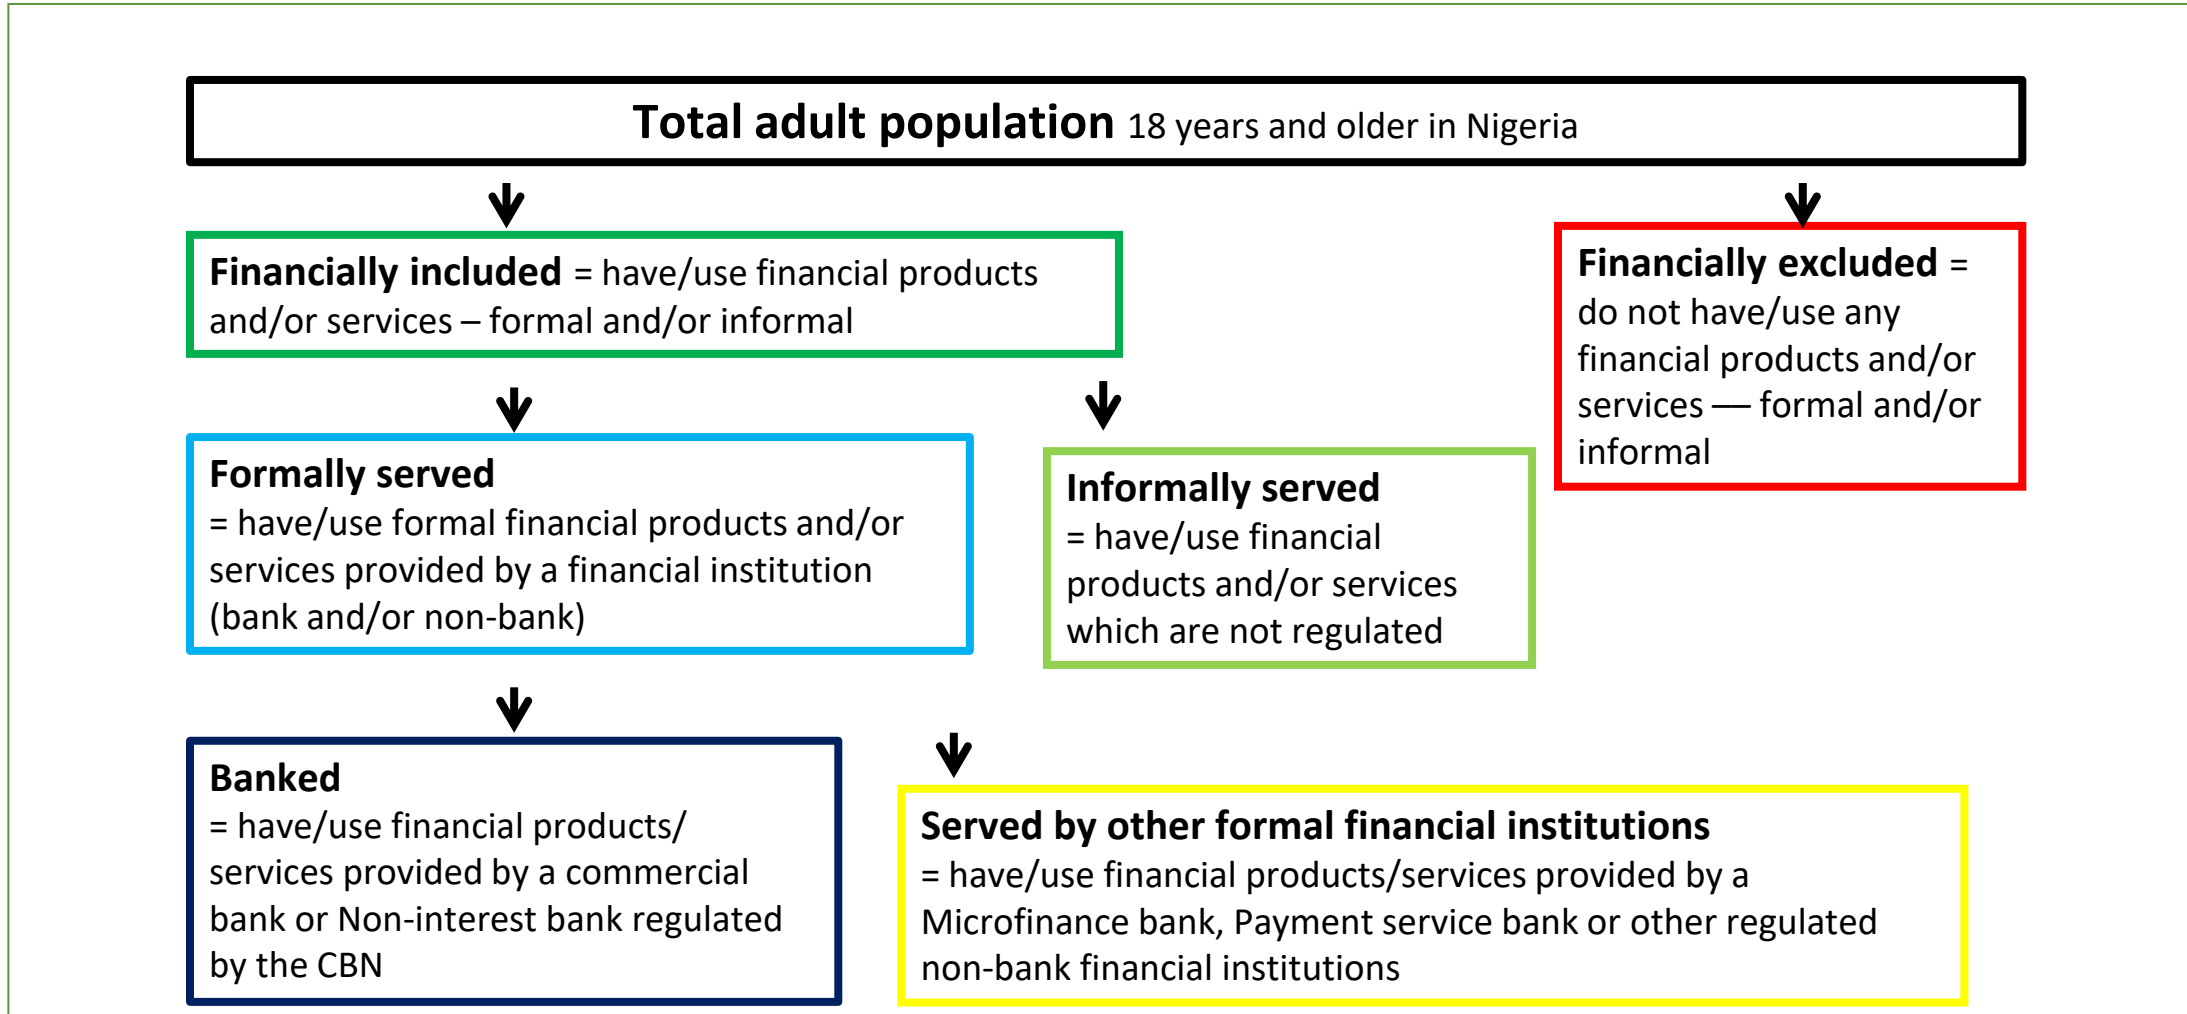 Total adult population 18 years and older in Nigeria
Financially included = have/use financial products
and/or services – formal and/or informal
Financially excluded =
do not have/use any
financial products and/or
services –– formal and/or
informal
Formally served
= have/use formal financial products and/or
services provided by a financial institution
(bank and/or non-bank)
Informally served
= have/use financial
products and/or services
which are not regulated
Banked
= have/use financial products/
services provided by a commercial
bank or Non-interest bank regulated
by the CBN
Served by other formal financial institutions
= have/use financial products/services provided by a
Microfinance bank, Payment service bank or other regulated
non-bank financial institutions